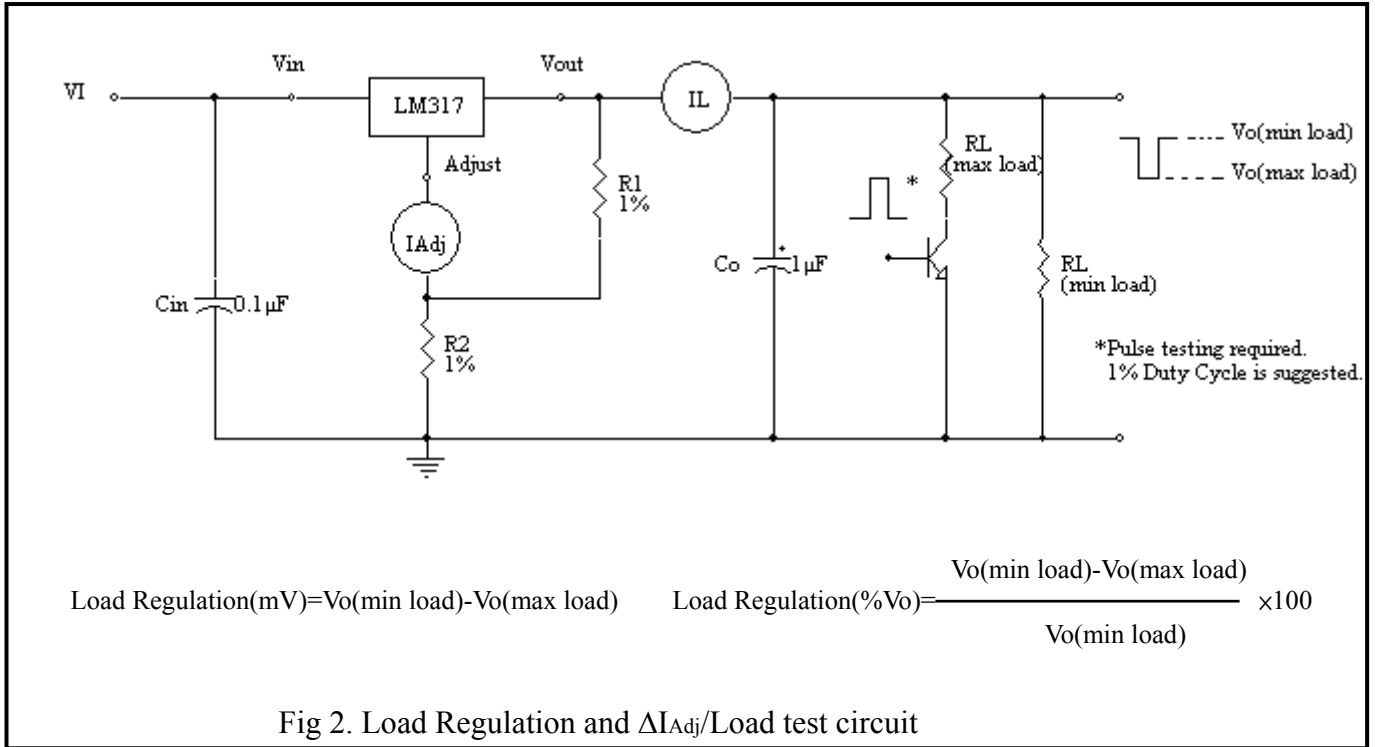 Vin
Vout
VI
LM317
IL
Adjust
IAdj
R1
1%
R2
1%
Cin
0.1µF
Co
1µF
*
RL
(max load)
RL
(min load)
Vo(min load)
Vo(max load)
*Pulse testing required.
1% Duty Cycle is suggested.
Load Regulation(mV)=Vo(min load)-Vo(max load)
Vo(min load)-Vo(max load)
Load Regulation(%Vo)= ×100
Vo(min load)
Fig 2. Load Regulation and ΔIAdj/Load test circuit